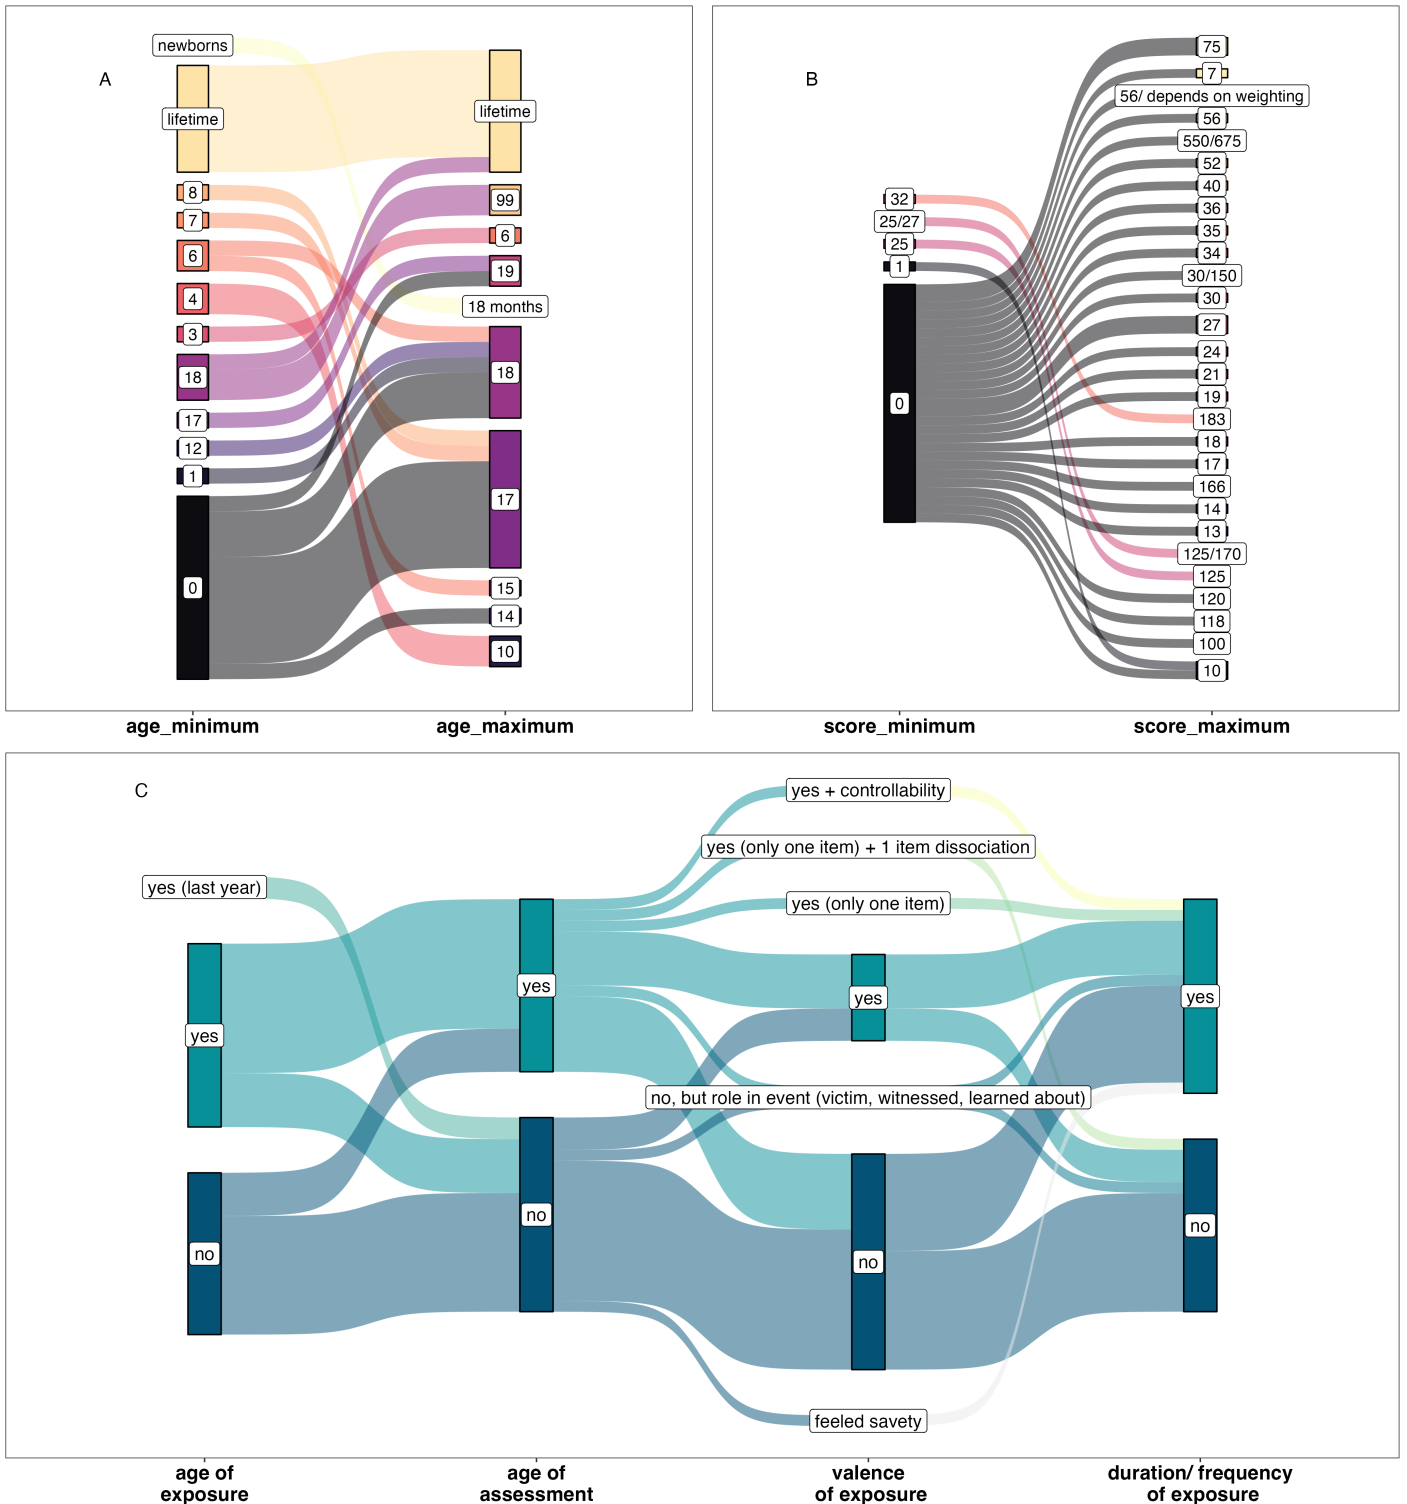 A
newborns
lifetime
8
7
6
4
3
18
17
12
1
0
lifetime
99
6
19
18 months
18
17
15
14
10
age_minimum
age_maximum
B
32
25/27
25
1
0
75
7
56/ depends on weighting
56
550/675
52
40
36
35
34
30/150
30
27
24
21
19
183
18
17
166
14
13
125/170
125
120
118
100
10
score_minimum
score_maximum
C
yes (last year)
yes
no
yes
no
yes + controllability
yes (only one item) + 1 item dissociation
yes (only one item)
yes
no, but role in event (victim, witnessed, learned about)
no
feeled savety
yes
no
age of
exposure
age of
assessment
valence
of exposure
duration/ frequency
of exposure